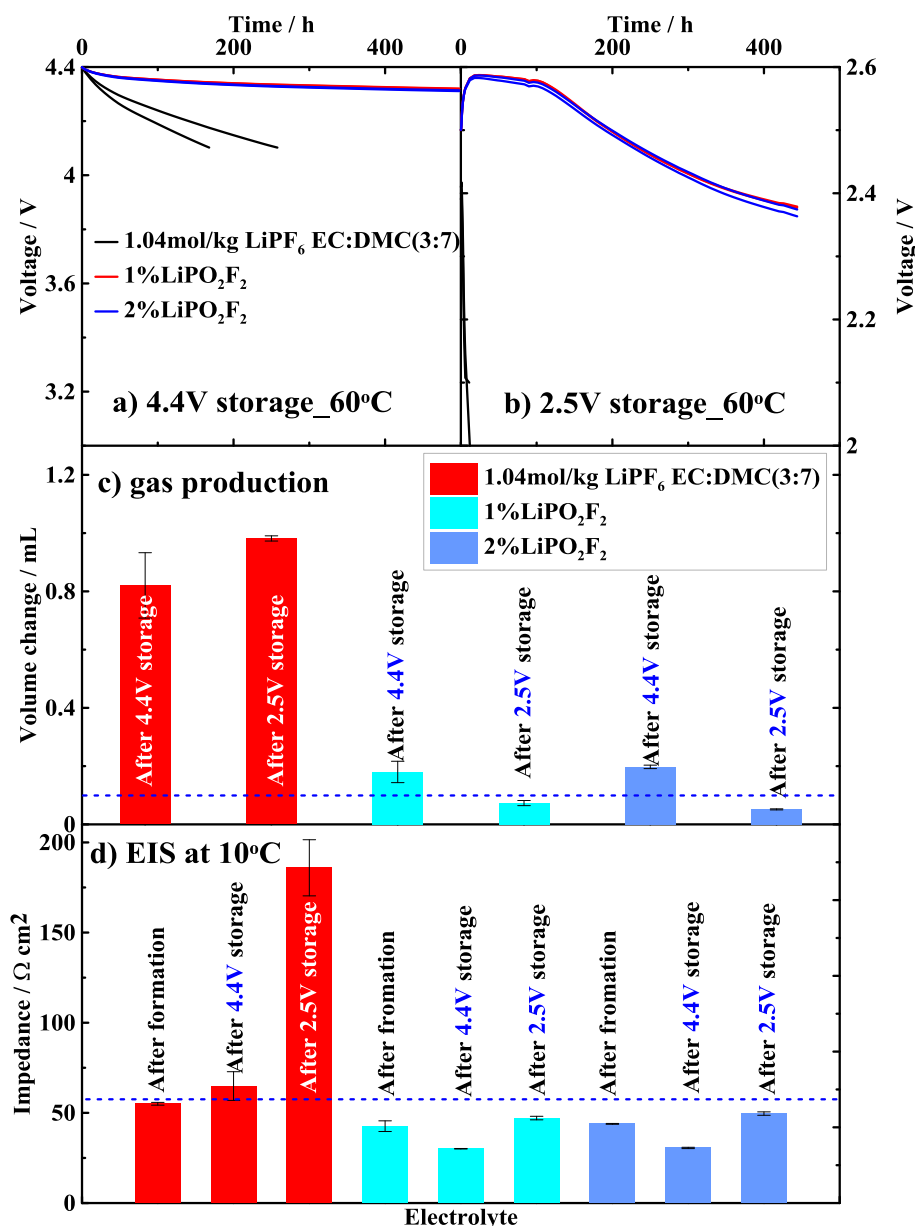 Time / h
Time / h
0
200
400
0
200
400
4.4
4
3.6
3.2
Voltage / V
2.6
2.4
2.2
2
Voltage / V
1.04mol/kg LiPF₆ EC:DMC(3:7)
1%LiPO₂F₂
2%LiPO₂F₂
a) 4.4V storage_60°C
b) 2.5V storage_60°C
c) gas production
1.04mol/kg LiPF₆ EC:DMC(3:7)
1%LiPO₂F₂
2%LiPO₂F₂
1.2
0.8
0.4
0
Volume change / mL
After 4.4V storage
After 2.5V storage
After 4.4V storage
After 2.5V storage
After 4.4V storage
After 2.5V storage
d) EIS at 10°C
200
150
100
50
0
Impedance / Ω cm²
After formation
After 4.4V storage
After 2.5V storage
After fromation
After 4.4V storage
After 2.5V storage
After fromation
After 4.4V storage
After 2.5V storage
Electrolyte